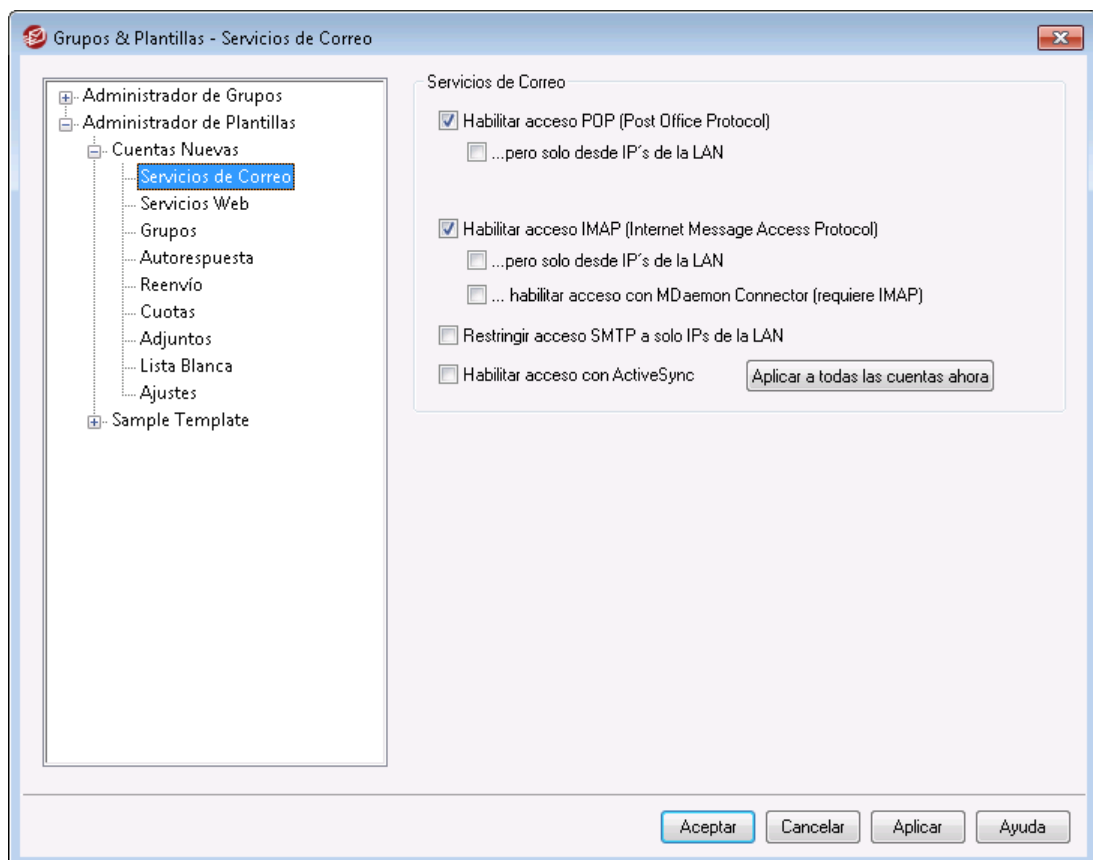 Grupos & Plantillas - Servicios de Correo
Administrador de Grupos
Administrador de Plantillas
Cuentas Nuevas
Servicios de Correo
Servicios Web
Grupos
Autorespuesta
Reenvío
Cuotas
Adjuntos
Lista Blanca
Ajustes
Sample Template
Servicios de Correo
Habilitar acceso POP (Post Office Protocol)
...pero solo desde IP´s de la LAN
Habilitar acceso IMAP (Internet Message Access Protocol)
...pero solo desde IP´s de la LAN
... habilitar acceso con MDaemon Connector (requiere IMAP)
Restringir acceso SMTP a solo IPs de la LAN
Habilitar acceso con ActiveSync Aplicar a todas las cuentas ahora
Aceptar Cancelar Aplicar Ayuda